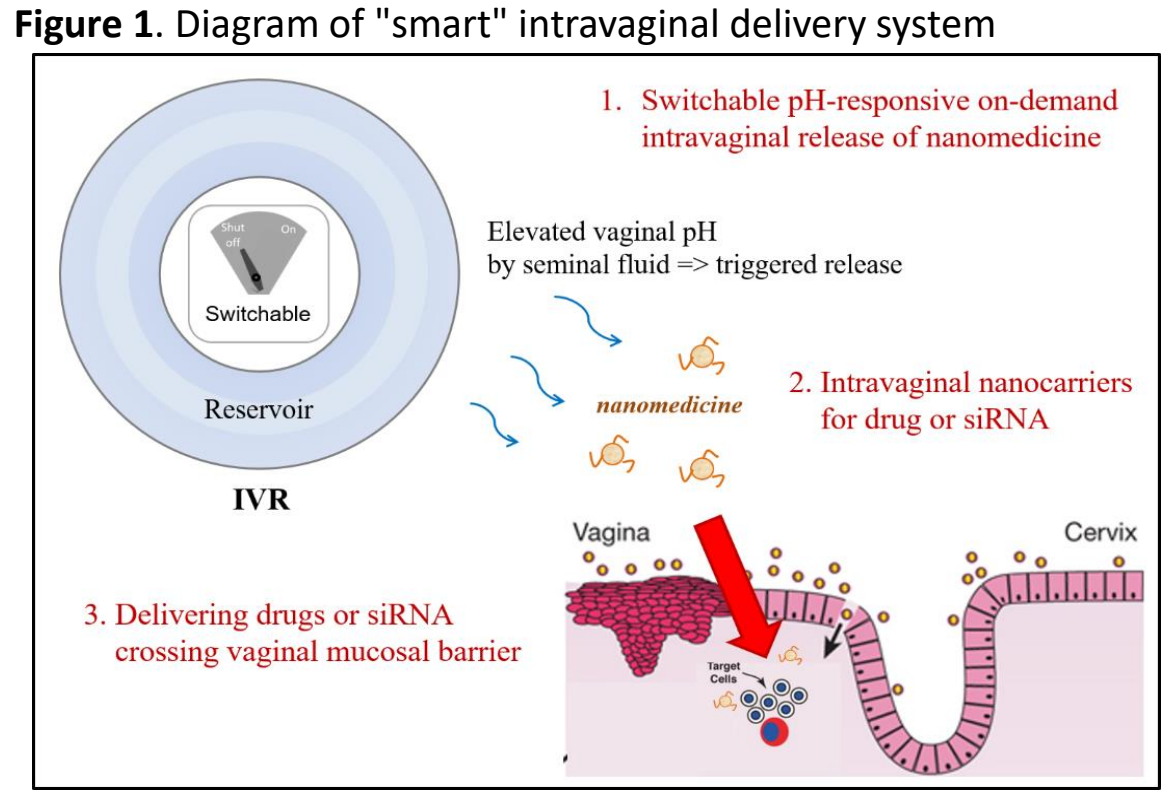 Figure 1. Diagram of "smart" intravaginal delivery system
1. Switchable pH-responsive on-demand
intravaginal release of nanomedicine
Shut
off
On
Switchable
Reservoir
IVR
Elevated vaginal pH
by seminal fluid => triggered release
nanomedicine
2. Intravaginal nanocarriers
for drug or siRNA
3. Delivering drugs or siRNA
crossing vaginal mucosal barrier
Vagina
Cervix
Target
Cells